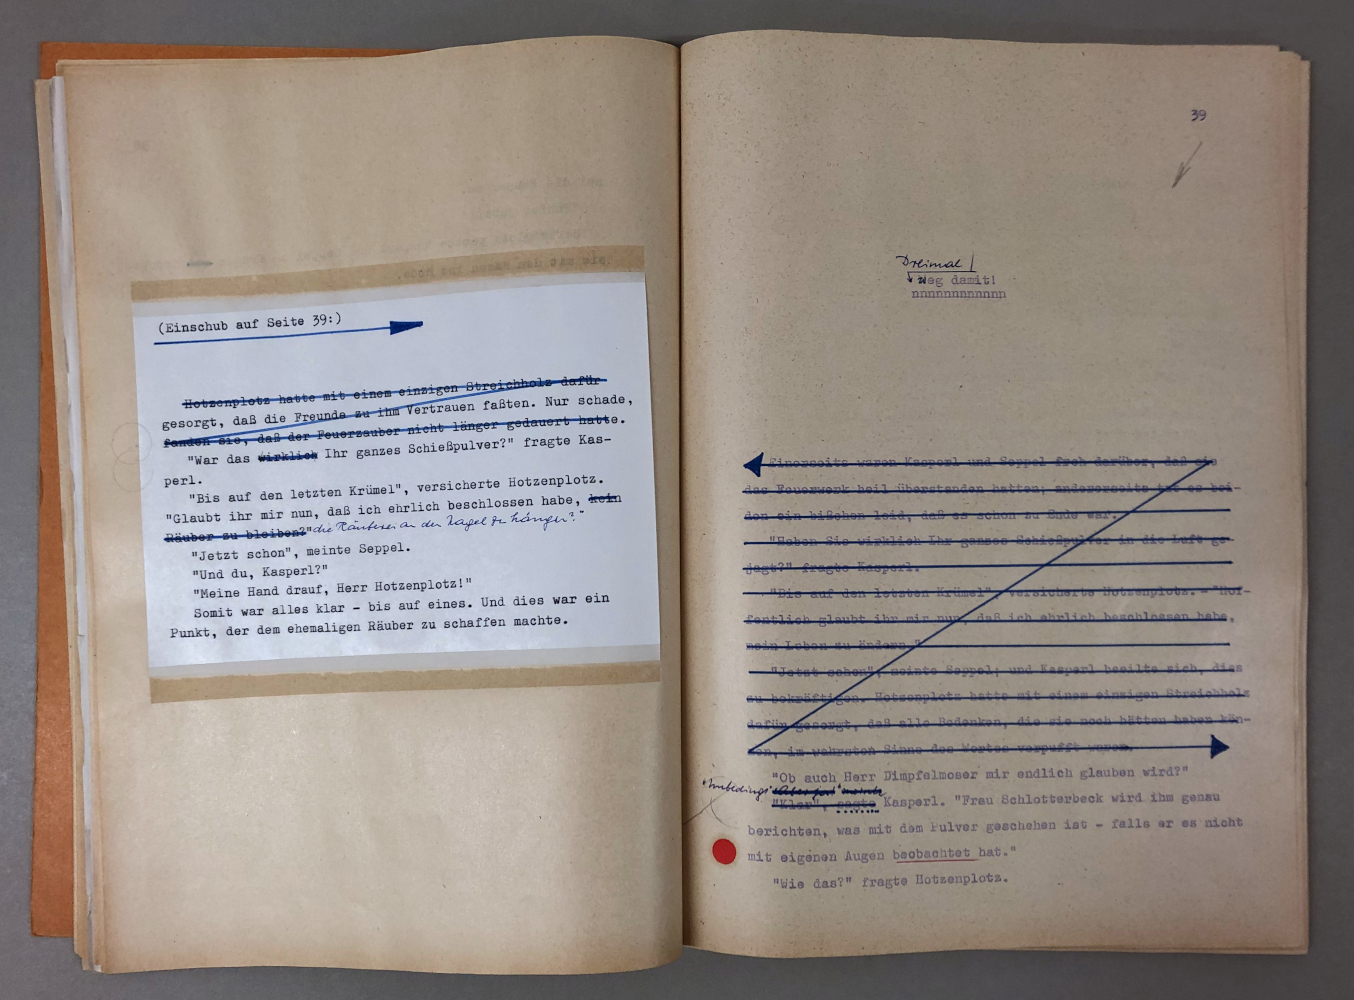 (Einschub auf Seite 39:)
Hotzenplotz hatte mit einem einzigen Streichholz dafür
gesorgt, daß die Freunde zu ihm Vertrauen faßten. Nur schade,
fanden sie, daß der Feuerzauber nicht länger gedauert hatte.
"War das wirklich Ihr ganzes Schießpulver?" fragte Kas-
perl.
"Bis auf den letzten Krümel", versicherte Hotzenplotz.
"Glaubt ihr mir nun, daß ich ehrlich beschlossen habe, kein
Räuber zu bleiben?" die Räuberei an den Nagel zu hängen?"
"Jetzt schon", meinte Seppel.
"Und du, Kasperl?"
"Meine Hand drauf, Herr Hotzenplotz!"
Somit war alles klar - bis auf eines. Und dies war ein
Punkt, der dem ehemaligen Räuber zu schaffen machte.
39
Dreimal
Weg damit!
nnnnnnnnnnnn
Einerseits waren Kasperl und Seppel froh darüber, daß sie
das Feuerwerk heil überstanden hatten; andererseits tat es bei-
den ein bißchen leid, daß es schon zu Ende war.
"Haben Sie wirklich Ihr ganzes Schießpulver in die Luft ge-
jagt?" fragte Kasperl.
"Bis auf den letzten Krümel", versicherte Hotzenplotz. - "Hof-
fentlich glaubt ihr mir nun, daß ich ehrlich beschlossen habe,
mein Leben zu ändern."
"Jetzt schon", meinte Seppel; und Kasperl beeilte sich, dies
zu bekräftigen. Hotzenplotz hatte mit einem einzigen Streichholz
dafür gesorgt, daß alle Bedenken, die sie noch hätten haben kön-
nen, im wahrsten Sinne des Wortes verpufft waren.
"Ob auch Herr Dimpfelmoser mir endlich glauben wird?"
"Unbedingt" "Aber ja!" meinte
"Klar", sagte Kasperl. "Frau Schlotterbeck wird ihm genau
berichten, was mit dem Pulver geschehen ist - falls er es nicht
mit eigenen Augen beobachtet hat."
"Wie das?" fragte Hotzenplotz.